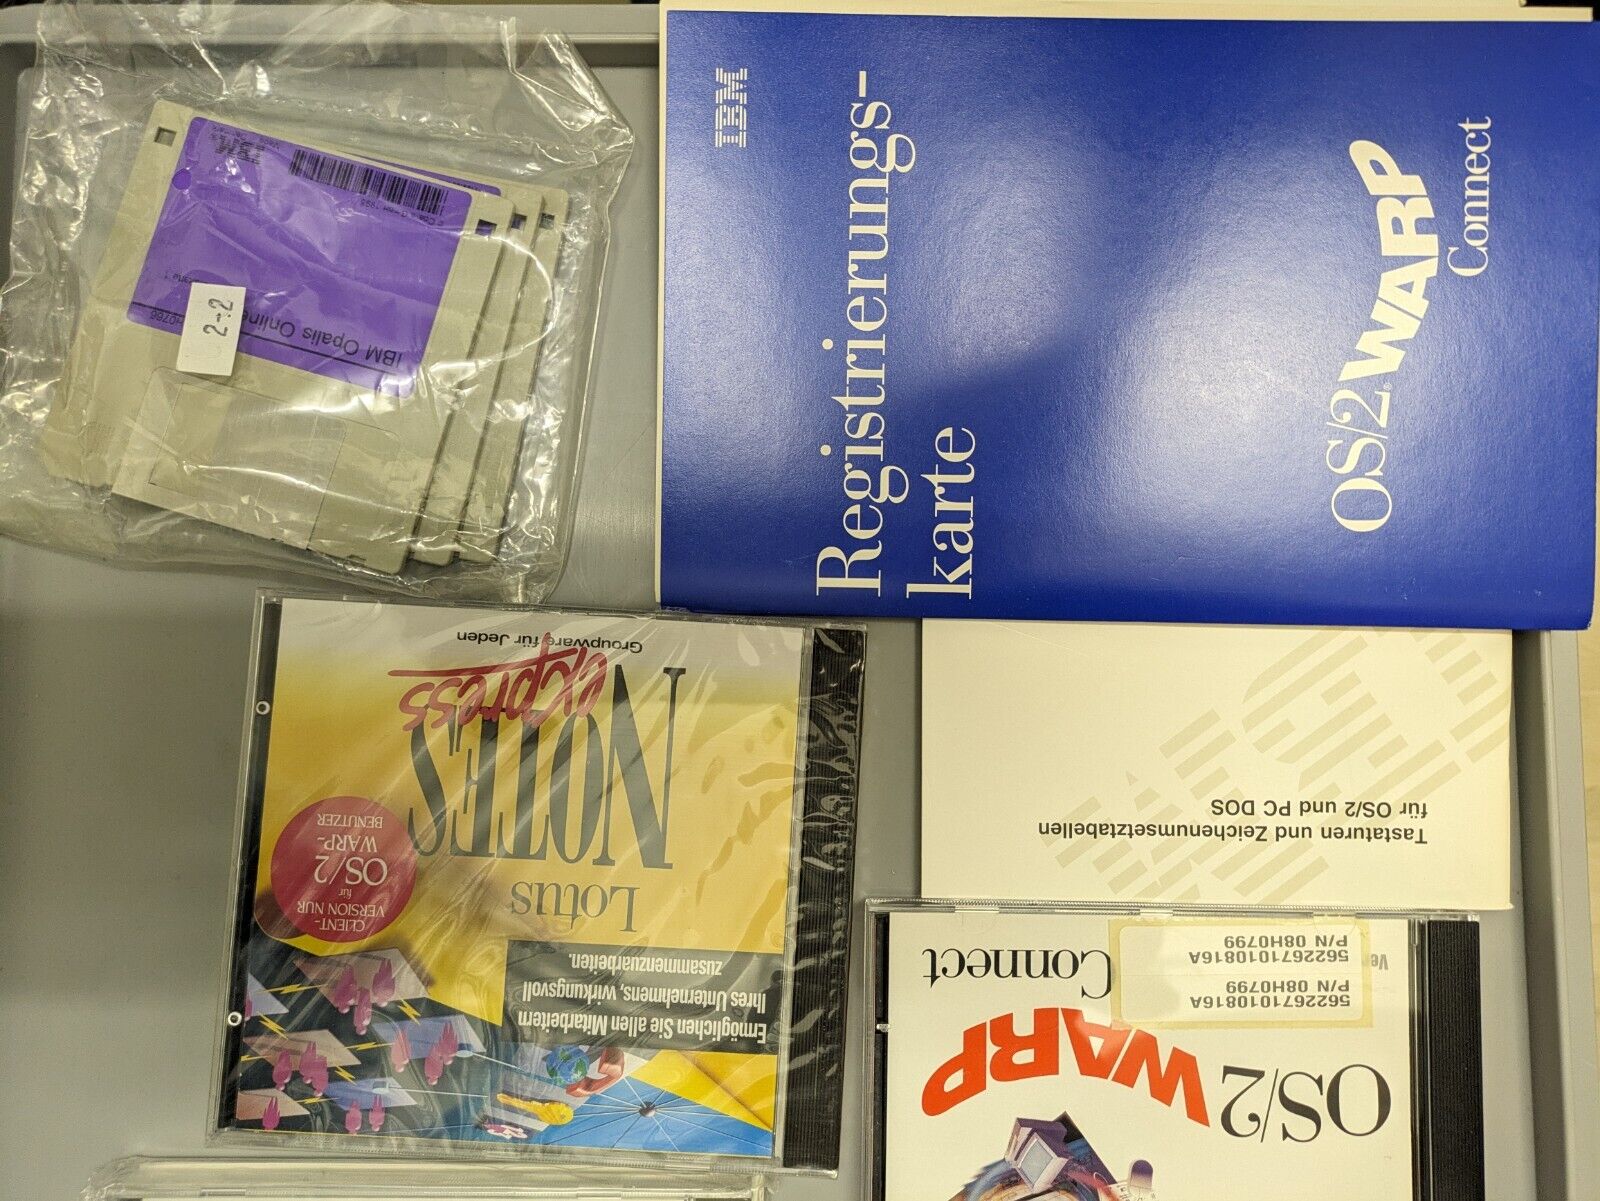 IBM
Registrierungs-
karte
OS/2 WARP
Connect
IBM
IBM Opalis Online
2-2
Lotus
NOTES
express
Groupware für Jeden
CLIENT-
VERSION NUR
für
OS/2
WARP-
BENUTZER
Ermöglichen Sie allen Mitarbeitern
Ihres Unternehmens, wirkungsvoll
zusammenzuarbeiten.
Tastaturen und Zeichenumsetztabellen
für OS/2 und PC DOS
OS/2 WARP
Connect
5622671010816A
P/N 08H0799
5622671010816A
P/N 08H0799